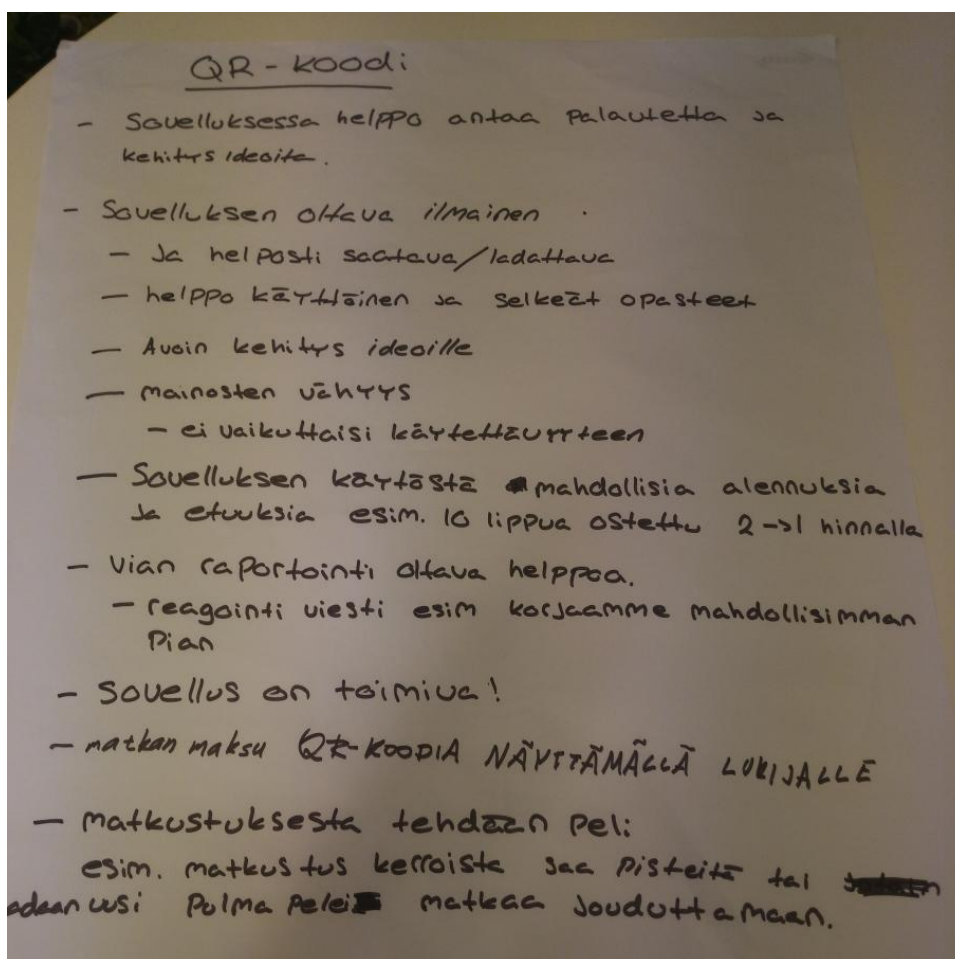 QR-koodi
- Sovelluksessa helppo antaa palautetta ja
kehitys ideoita.
- Sovelluksen oltava ilmainen
- Ja helposti saatava/ladattava
- helppo käyttöinen ja selkeät opasteet
- Avoin kehitys ideoille
- mainosten vähyys
- ei vaikuttaisi käytettävyyteen
- Sovelluksen käytöstä mahdollisia alennuksia
ja etuuksia esim. 10 lippua ostettu 2->1 hinnalla
- Vian raportointi oltava helppoa.
- reagointi viesti esim korjaamme mahdollisimman
Pian
- Sovellus on toimiva!
- matkan maksu QR-KOODIA NÄYTTÄMÄLLÄ LUKIJALLE
- matkustuksesta tehdään peli
esim. matkustus kerroista saa Pisteitä tai
uusi Pulma Pelei matkaa jouduttamaan.